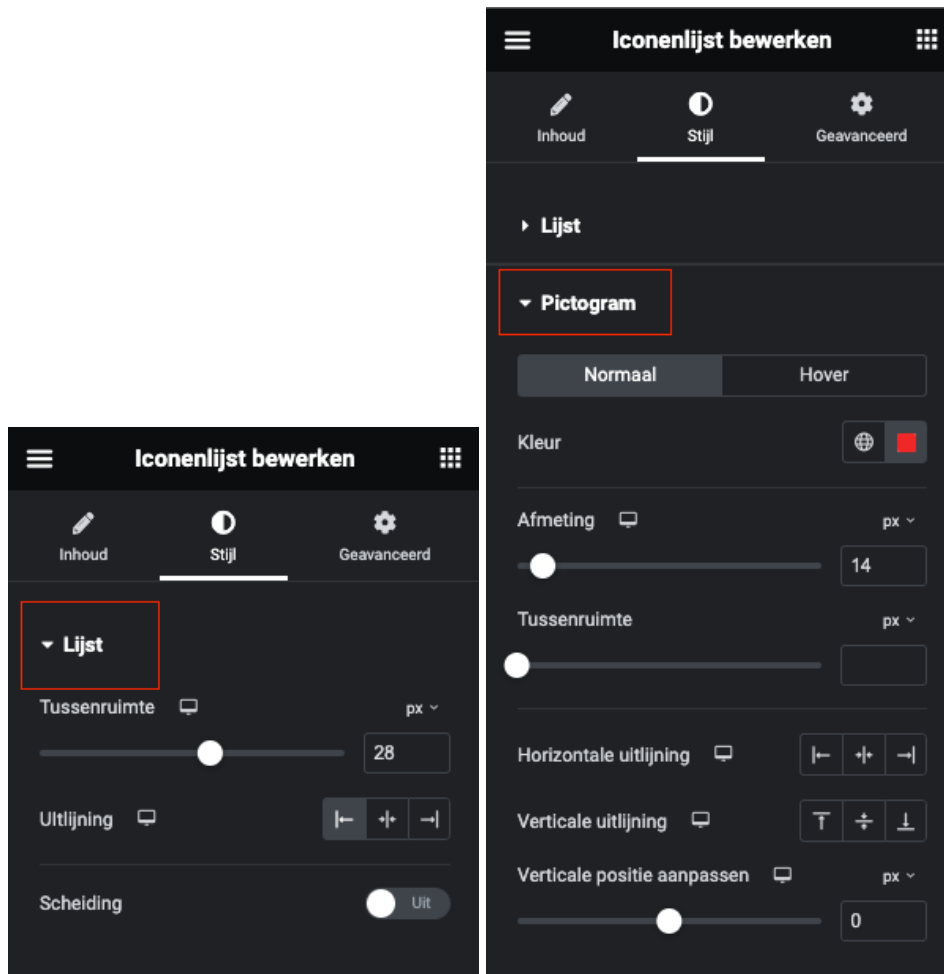 Iconenlijst bewerken
Inhoud Stijl Geavanceerd
Lijst
Tussenruimte px
28
UItlijning
Scheiding Uit
Iconenlijst bewerken
Inhoud Stijl Geavanceerd
Lijst
Pictogram
Normaal Hover
Kleur
Afmeting px
14
Tussenruimte px
Horizontale uitlijning
Verticale uitlijning
Verticale positie aanpassen px
0